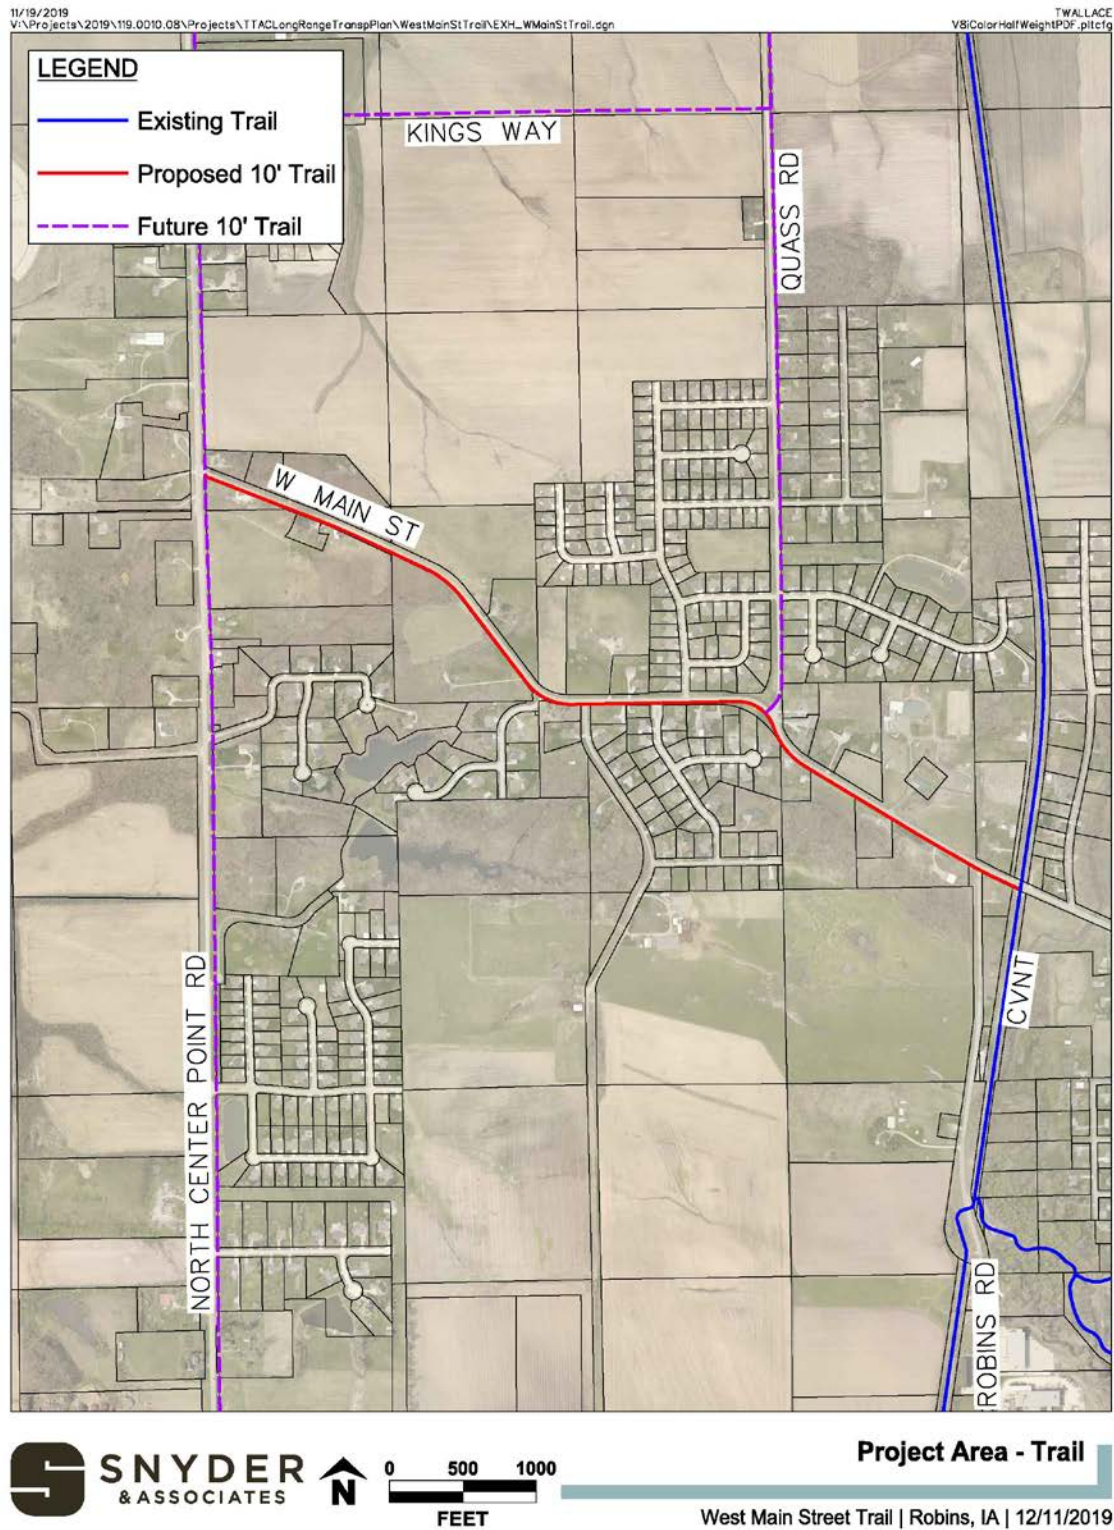 11/19/2019
TWALLACE
V:\Projects\2019\119.0010.08\Projects\TTACLongRangeTranspPlan\WestMainStTrail\EXH_WMainStTrail.dgn
V8iColorHalfWeightPDF.pltcfg
LEGEND
Existing Trail
Proposed 10' Trail
Future 10' Trail
KINGS WAY
QUASS RD
W MAIN ST
NORTH CENTER POINT RD
CVNT
ROBINS RD
SNYDER
& ASSOCIATES
N
0 500 1000
FEET
Project Area - Trail
West Main Street Trail | Robins, IA | 12/11/2019